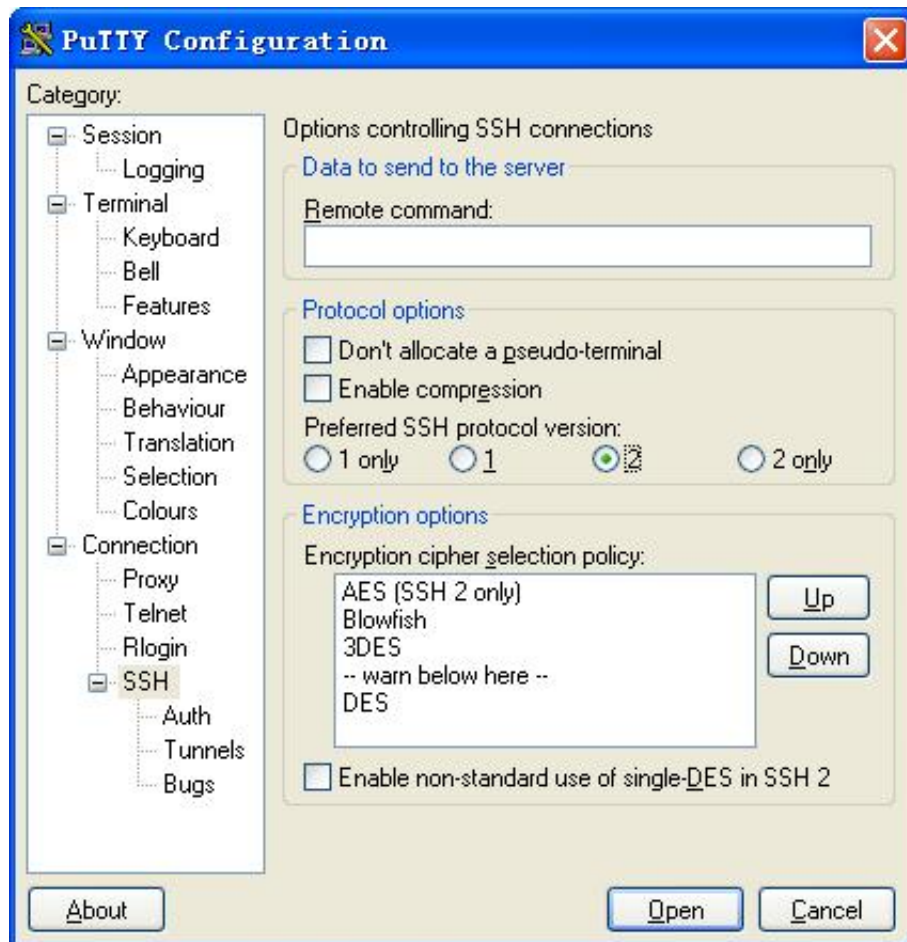 PuTTY Configuration
Category:
Session
Logging
Terminal
Keyboard
Bell
Features
Window
Appearance
Behaviour
Translation
Selection
Colours
Connection
Proxy
Telnet
Rlogin
SSH
Auth
Tunnels
Bugs
Options controlling SSH connections
Data to send to the server
Remote command:
Protocol options
Don't allocate a pseudo-terminal
Enable compression
Preferred SSH protocol version:
1 only 1 2 2 only
Encryption options
Encryption cipher selection policy:
AES (SSH 2 only)
Blowfish
3DES
-- warn below here --
DES
Up
Down
Enable non-standard use of single-DES in SSH 2
About Open Cancel